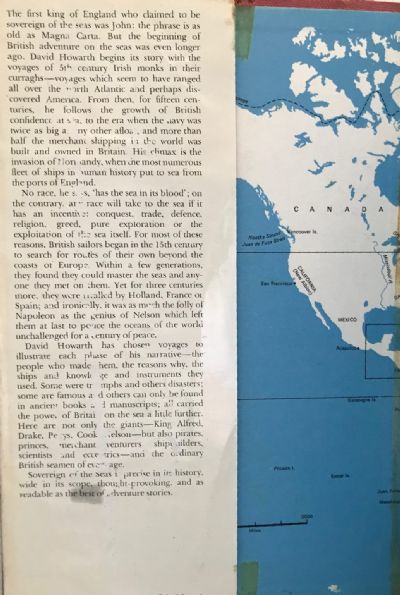 The first king of England who claimed to be
sovereign of the seas was John: the phrase is as
old as Magna Carta. But the beginning of
British adventure on the seas was even longer
ago. David Howarth begins its story with the
voyages of 5th century Irish monks in their
curraghs—voyages which seem to have ranged
all over the North Atlantic and perhaps dis-
covered America. From then, for fifteen cen-
turies, he follows the growth of British
confidence at sea, to the era when the navy was
twice as big a any other afloat, and more than
half the merchant shipping in the world was
built and owned in Britain. His climax is the
invasion of Normandy, when the most numerous
fleet of ships in human history put to sea from
the ports of England.
No race, he says, 'has the sea in its blood'; on
the contrary, any race will take to the sea if it
has an incentive: conquest, trade, defence,
religion, greed, pure exploration or the
exploitation of the sea itself. For most of these
reasons, British sailors began in the 15th century
to search for routes of their own beyond the
coasts of Europe. Within a few generations,
they found they could master the seas and any-
one they met on them. Yet for three centuries
more, they were rivalled by Holland, France or
Spain; and ironically, it was as much the folly of
Napoleon as the genius of Nelson which left
them at last to police the oceans of the world
unchallenged for a century of peace.
David Howarth has chosen voyages to
illustrate each phase of his narrative—the
people who made them, the reasons why, the
ships and knowledge and instruments they
used. Some were triumphs and others disasters;
some are famous and others can only be found
in ancient books and manuscripts; all carried
the power of Britain on the sea a little further.
Here are not only the giants—King Alfred,
Drake, Pepys, Cook, Nelson—but also pirates,
princes, merchant venturers, shipbuilders,
scientists and eccentrics—and the ordinary
British seamen of every age.
Sovereign of the Seas is precise in its history,
wide in its scope, thought-provoking, and as
readable as the best of adventure stories.
CANADA
Nootka Sound
Vancouver Is.
Juan de Fuca Strait
CALIFORNIA
(New Albion)
San Francisco
MEXICO
Acapulco
Galapagos Is.
Pitcairn I.
Easter Is.
Miles
2000